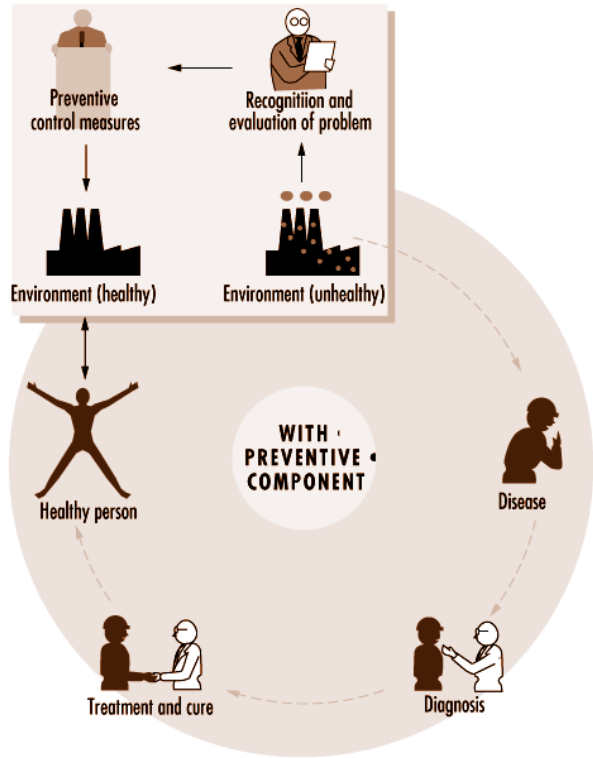 Preventive
control measures
Recognitiion and
evaluation of problem
Environment (healthy)
Environment (unhealthy)
WITH
PREVENTIVE
COMPONENT
Healthy person
Disease
Treatment and cure
Diagnosis